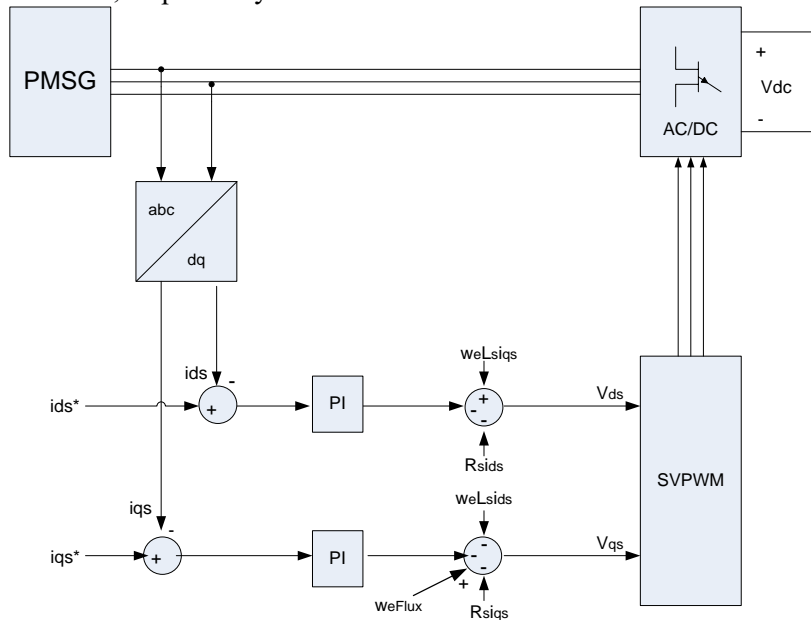 PMSG
+
Vdc
-
AC/DC
abc
dq
ids
-
ids*
+
PI
weLsiqs
+
-
-
Rsids
Vds
SVPWM
iqs
-
iqs*
+
PI
weLsids
-
-
-
+
weFlux
Rsiqs
Vqs